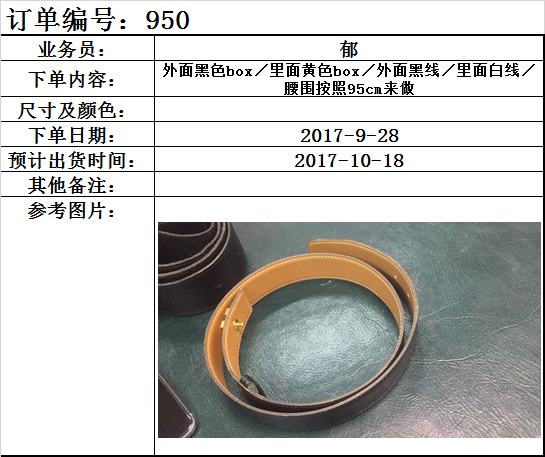 订单编号：950
业务员： 郁
下单内容： 外面黑色box／里面黄色box／外面黑线／里面白线／
腰围按照95cm来做
尺寸及颜色：
下单日期： 2017-9-28
预计出货时间： 2017-10-18
其他备注：
参考图片：